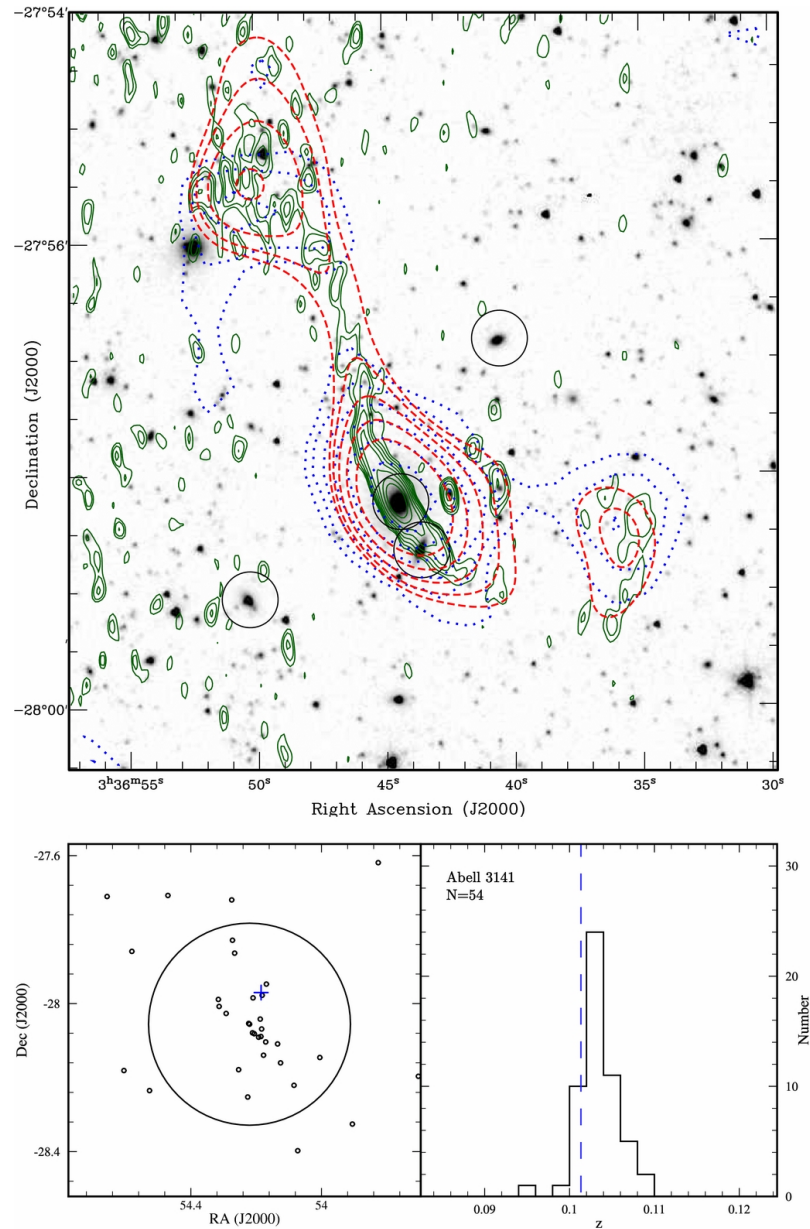 −27°54′
−27°56′
′
−28°00′
Declination (J2000)
3ʰ36ᵐ55ˢ
50ˢ
45ˢ
40ˢ
35ˢ
30ˢ
Right Ascension (J2000)
-27.6
-28
-28.4
Dec (J2000)
54.4
54
RA (J2000)
Abell 3141
N=54
30
20
10
0
Number
0.09
0.1
0.11
0.12
z